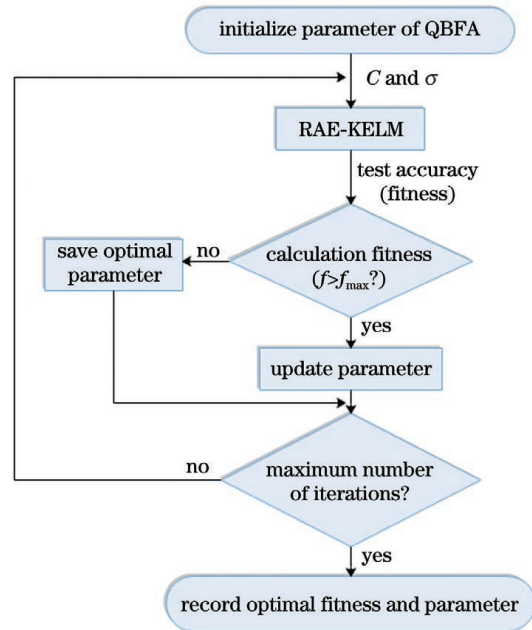 initialize parameter of QBFA
C and σ
RAE-KELM
test accuracy
(fitness)
save optimal
parameter
no
calculation fitness
(f>fmax?)
yes
update parameter
no
maximum number
of iterations?
yes
record optimal fitness and parameter